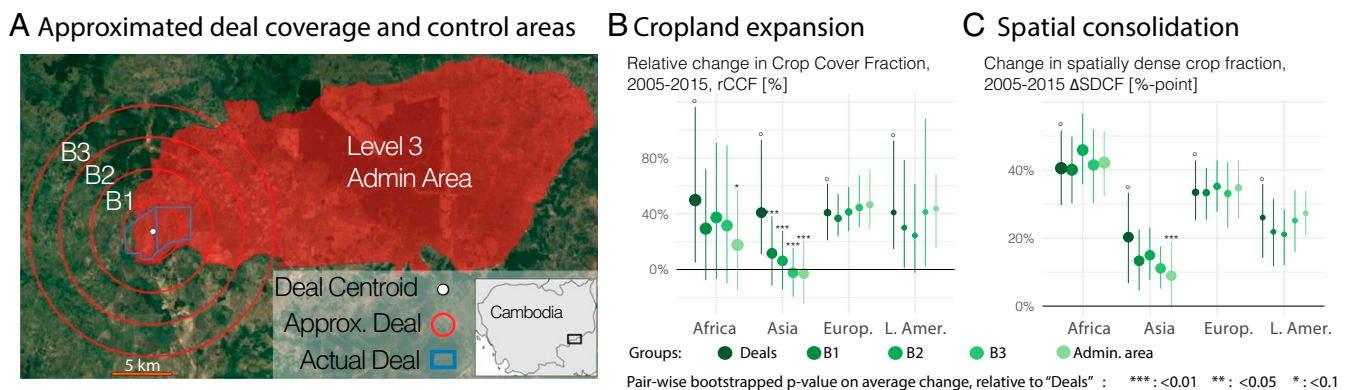 A Approximated deal coverage and control areas
B3
B2
B1
Level 3
Admin Area
Deal Centroid
Approx. Deal
Actual Deal
Cambodia
5 km
B Cropland expansion
Relative change in Crop Cover Fraction,
2005-2015, rCCF [%]
80%
40%
0%
o
*
o
***
***
***
***
o
o
Africa Asia Europ. L. Amer.
C Spatial consolidation
Change in spatially dense crop fraction,
2005-2015 ΔSDCF [%-point]
40%
20%
0%
o
o
***
o
o
Africa Asia Europ. L. Amer.
Groups: Deals B1 B2 B3 Admin. area
Pair-wise bootstrapped p-value on average change, relative to "Deals" : *** : <0.01 ** : <0.05 * : <0.1